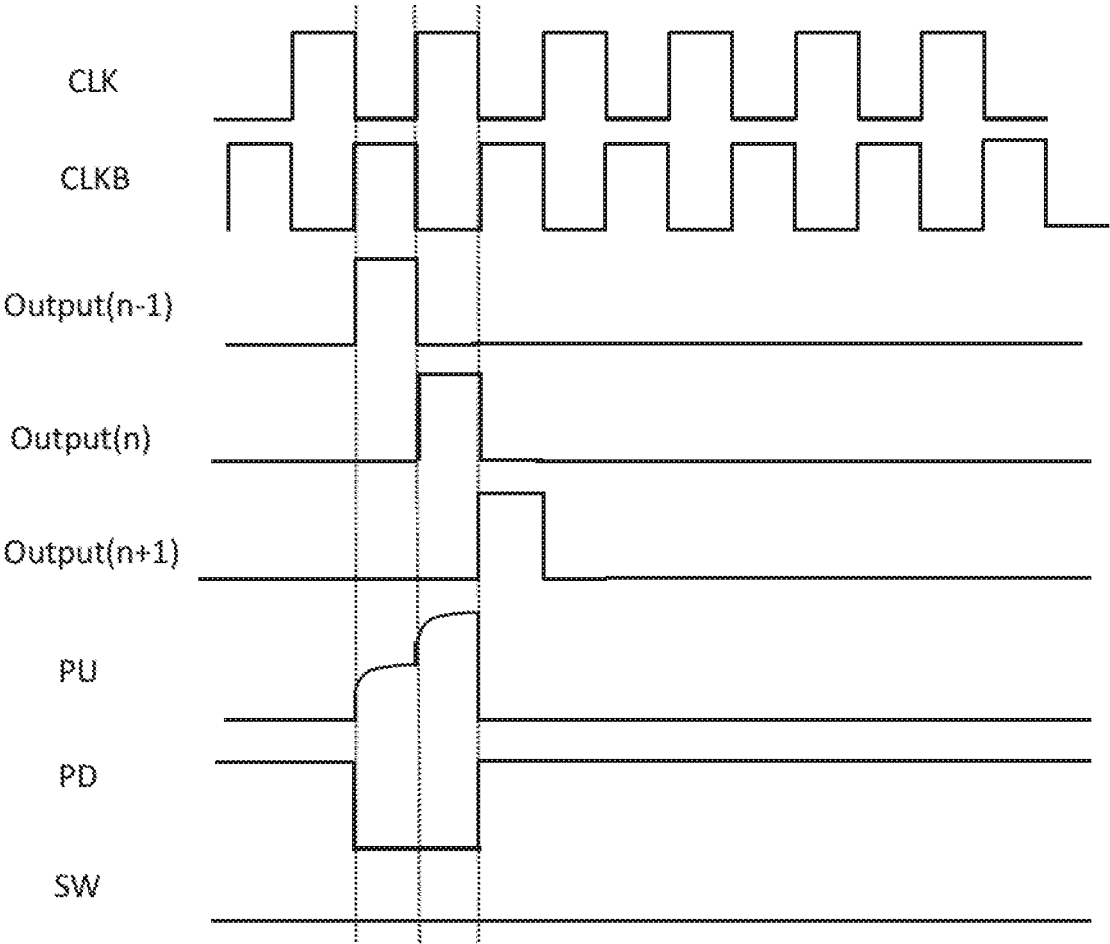 CLK
CLKB
Output(n-1)
Output(n)
Output(n+1)
PU
PD
SW